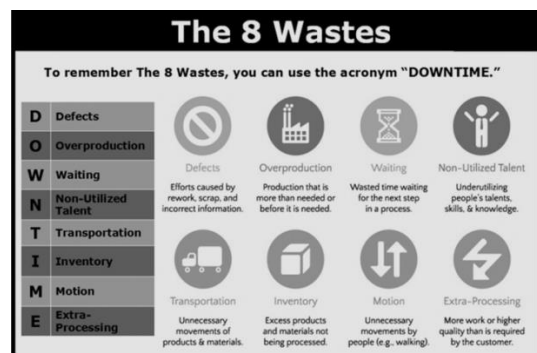 The 8 Wastes
To remember The 8 Wastes, you can use the acronym “DOWNTIME.”
D Defects
O Overproduction
W Waiting
N Non-Utilized
Talent
T Transportation
I Inventory
M Motion
E Extra-
Processing
Defects
Efforts caused by
rework, scrap, and
incorrect information.
Overproduction
Production that is
more than needed or
before it is needed.
Waiting
Wasted time waiting
for the next step
in a process.
Non-Utilized Talent
Underutilizing
people's talents,
skills, & knowledge.
Transportation
Unnecessary
movements of
products & materials.
Inventory
Excess products
and materials not
being processed.
Motion
Unnecessary
movements by
people (e.g., walking).
Extra-Processing
More work or higher
quality than is required
by the customer.